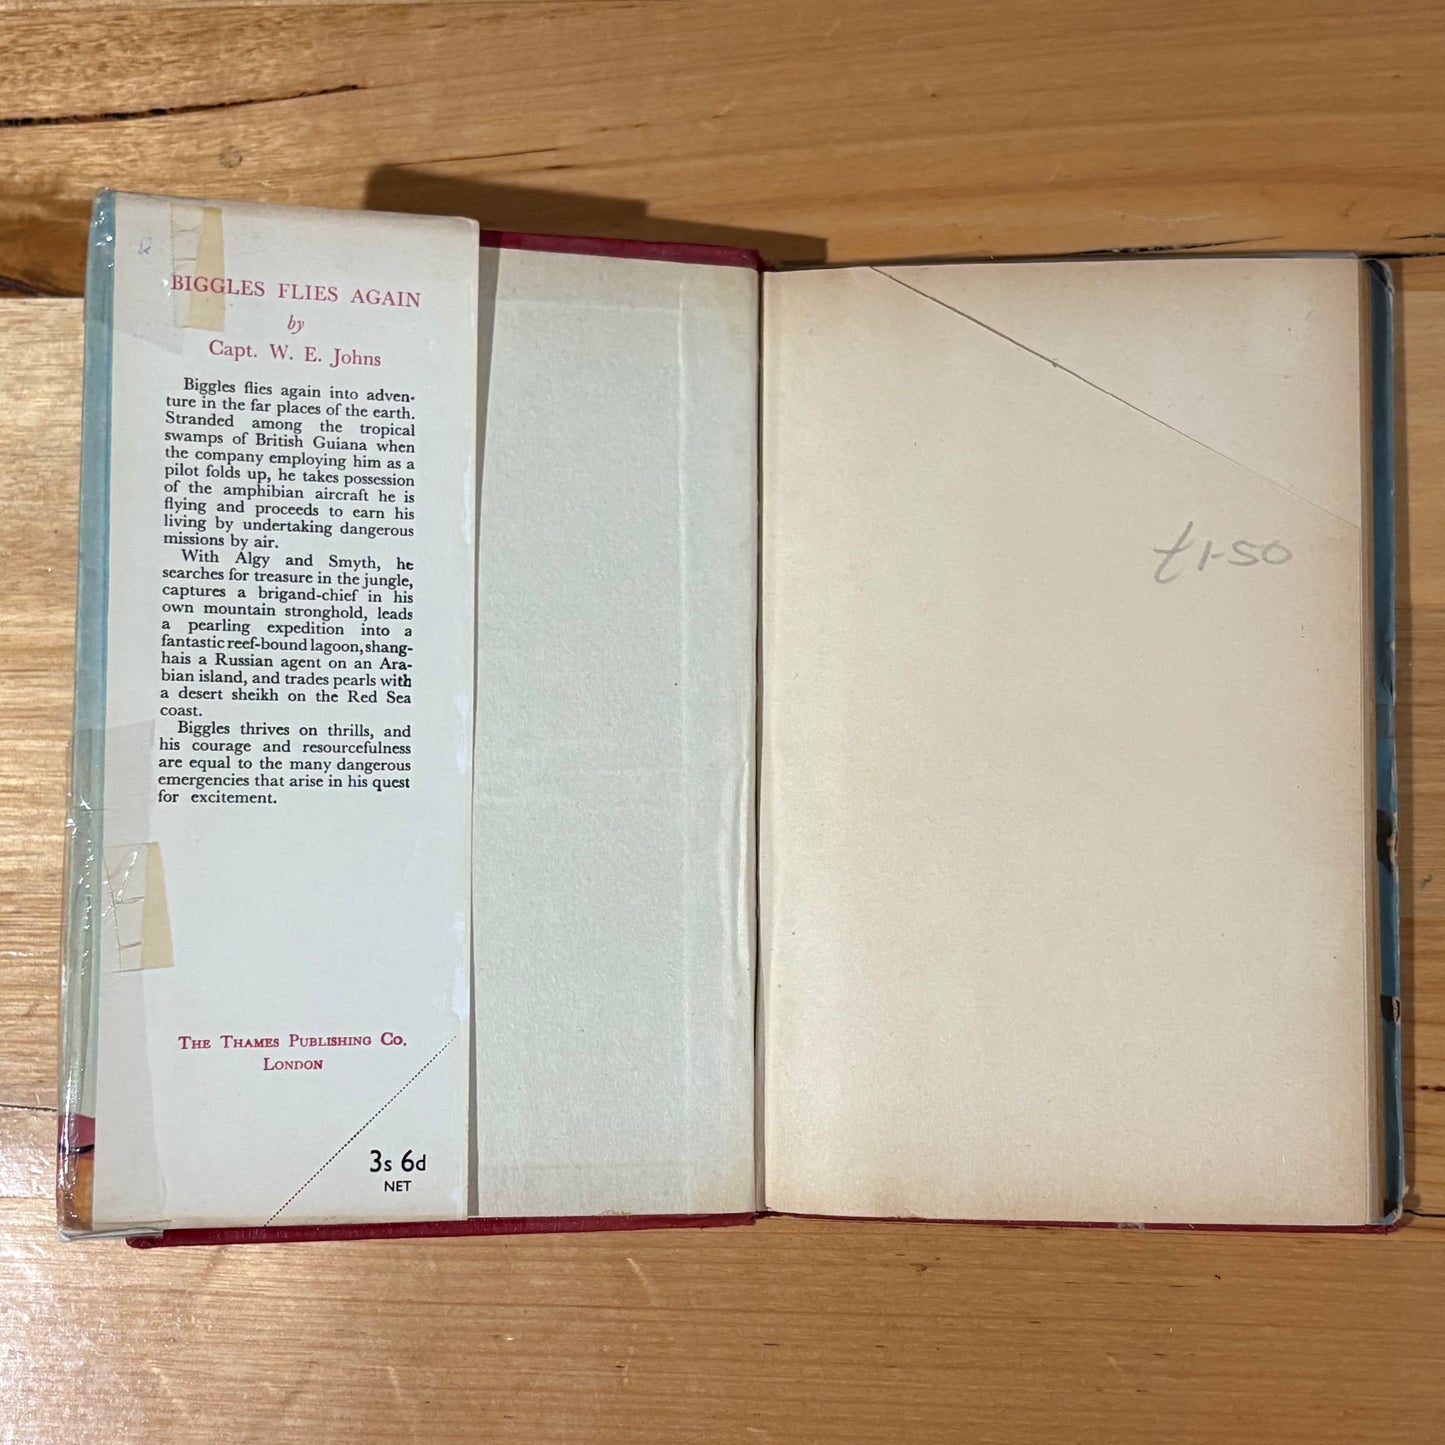 BIGGLES FLIES AGAIN
by
Capt. W. E. Johns
Biggles flies again into adven-
ture in the far places of the earth.
Stranded among the tropical
swamps of British Guiana when
the company employing him as a
pilot folds up, he takes possession
of the amphibian aircraft he is
flying and proceeds to earn his
living by undertaking dangerous
missions by air.
With Algy and Smyth, he
searches for treasure in the jungle,
captures a brigand-chief in his
own mountain stronghold, leads
a pearling expedition into a
fantastic reef-bound lagoon, shang-
hais a Russian agent on an Ara-
bian island, and trades pearls with
a desert sheikh on the Red Sea
coast.
Biggles thrives on thrills, and
his courage and resourcefulness
are equal to the many dangerous
emergencies that arise in his quest
for excitement.
THE THAMES PUBLISHING CO.
LONDON
3s 6d
NET
£1-50